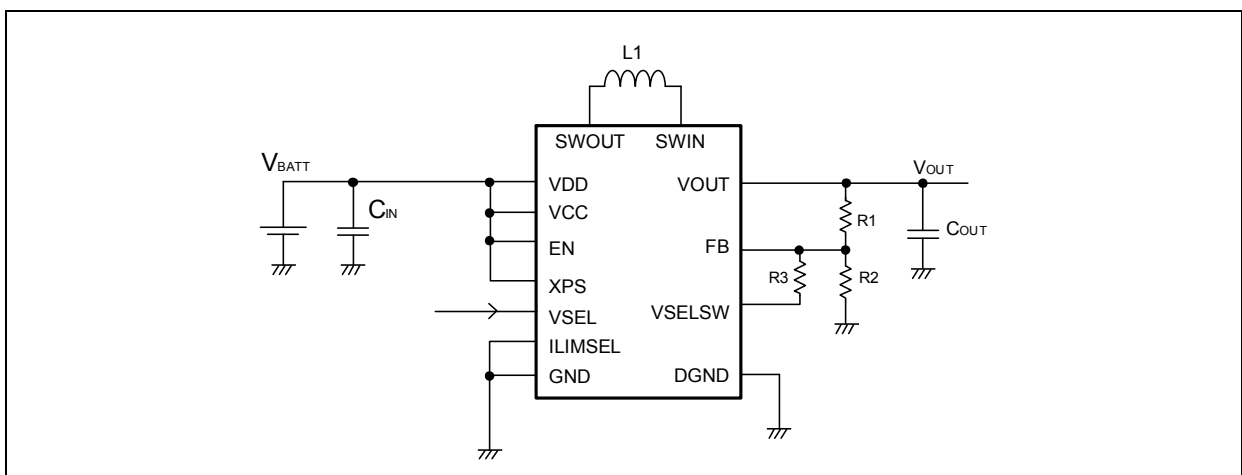 L1
SWOUT SWIN
VBATT
VOUT
VDD
VOUT
VCC
CIN
R1
COUT
EN
FB
R3
R2
XPS
VSEL
VSELSW
ILIMSEL
GND
DGND